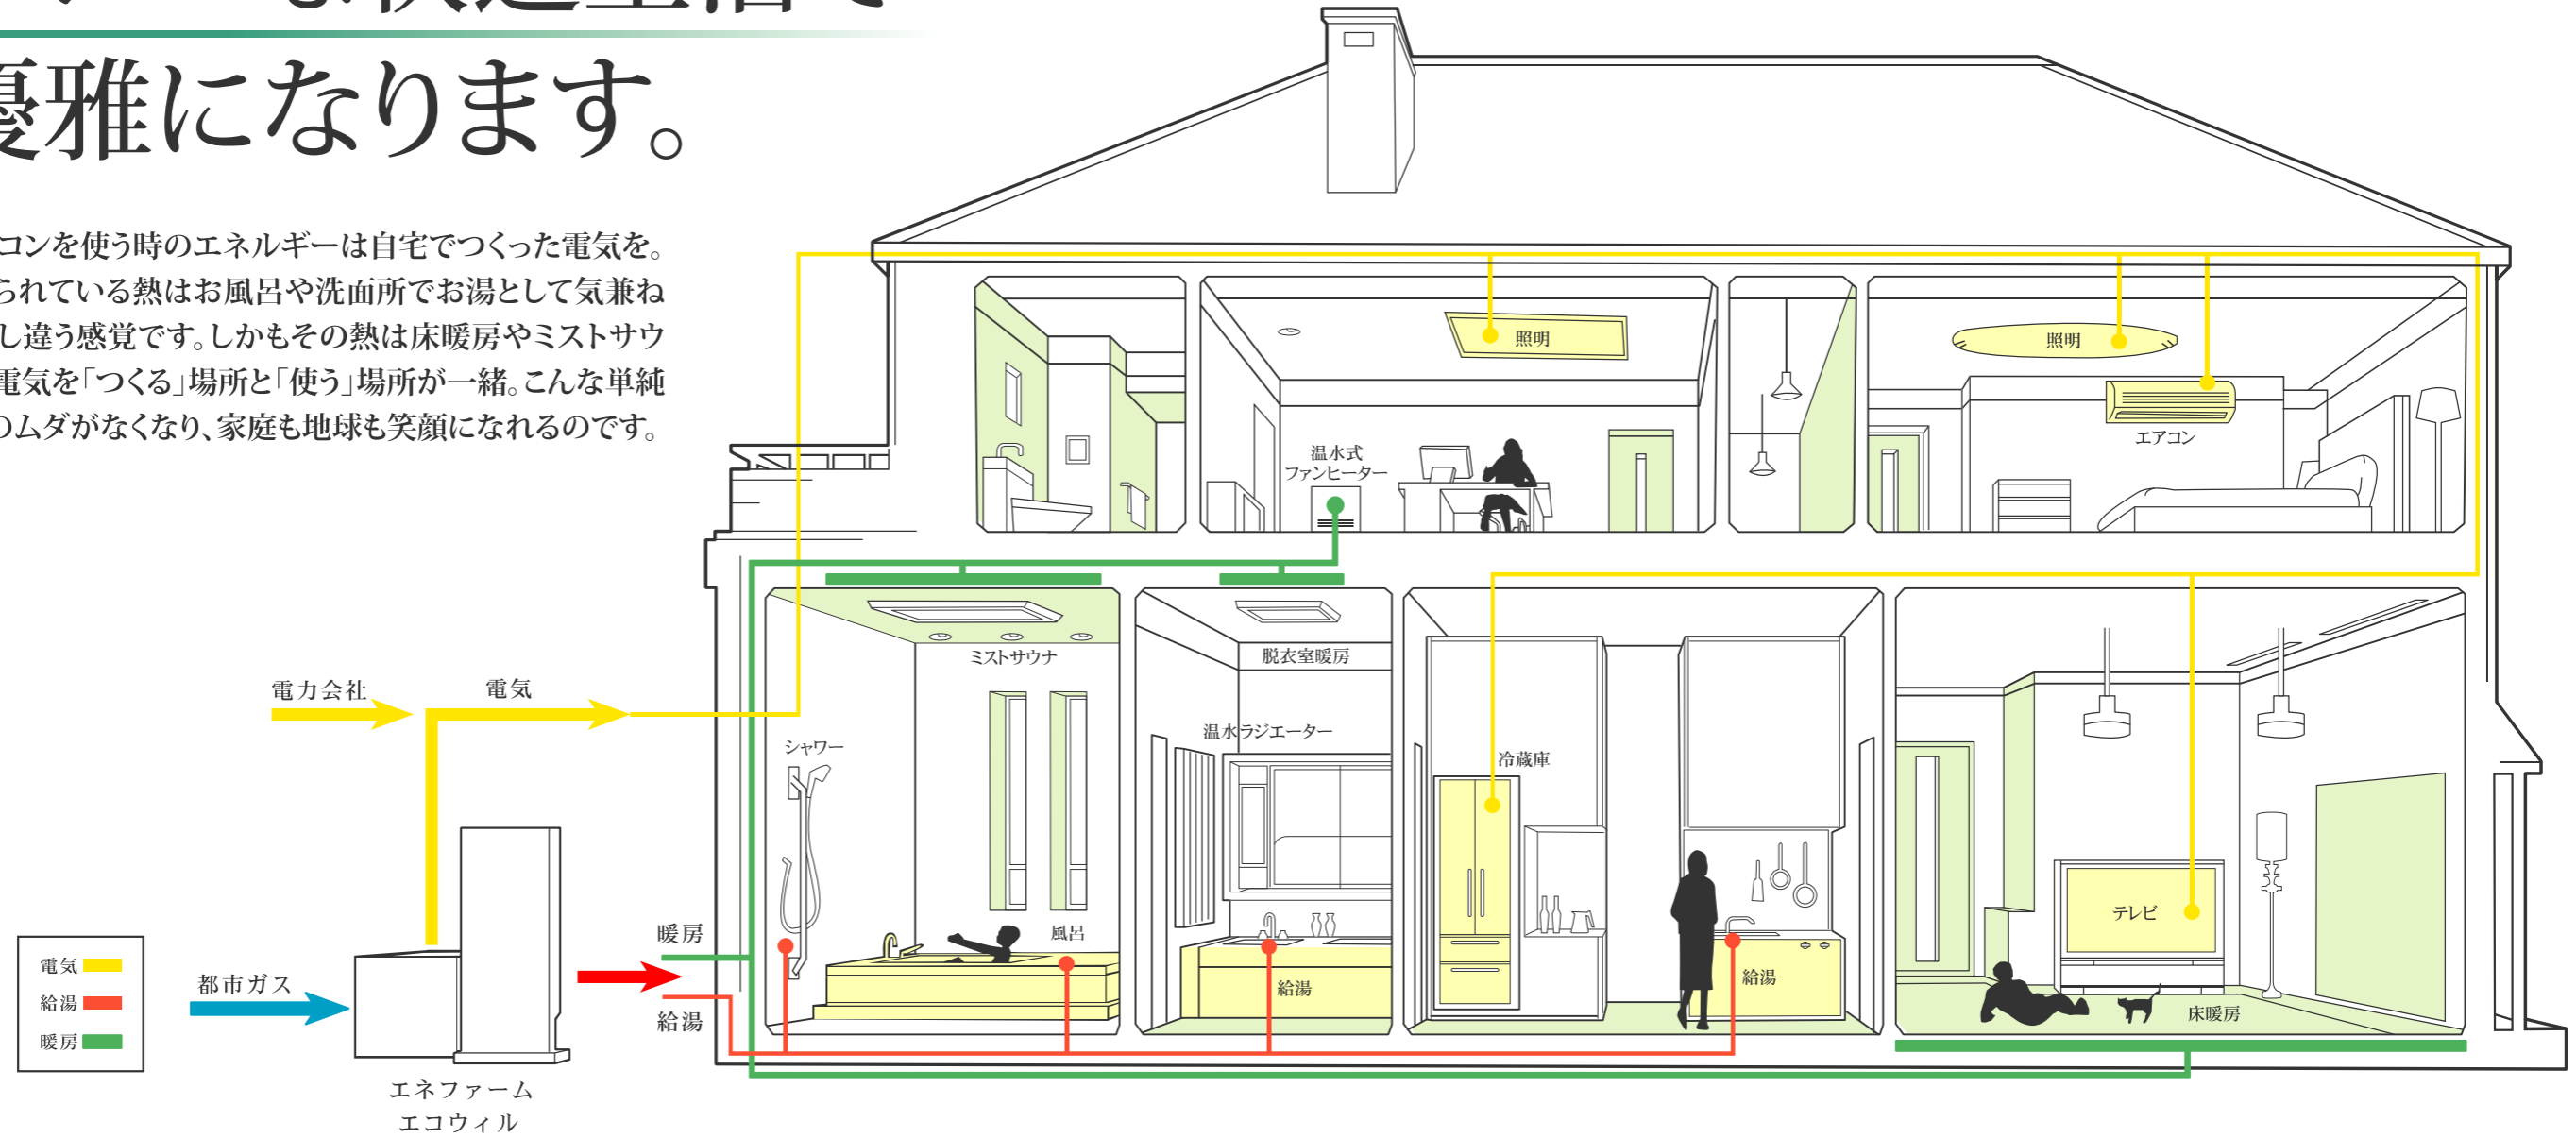 優雅になります。
コンを使う時のエネルギーは自宅でつくった電気を。
られている熱はお風呂や洗面所でお湯として気兼ね
し違う感覚です。しかもその熱は床暖房やミストサウ
電気を「つくる」場所と「使う」場所が一緒。こんな単純
のムダがなくなり、家庭も地球も笑顔になれるのです。
照明
照明
エアコン
温水式
ファンヒーター
ミストサウナ
脱衣室暖房
電力会社
電気
温水ラジエーター
シャワー
冷蔵庫
テレビ
風呂
暖房
電気
都市ガス
給湯
給湯
給湯
給湯
床暖房
暖房
エネファーム
エコウィル